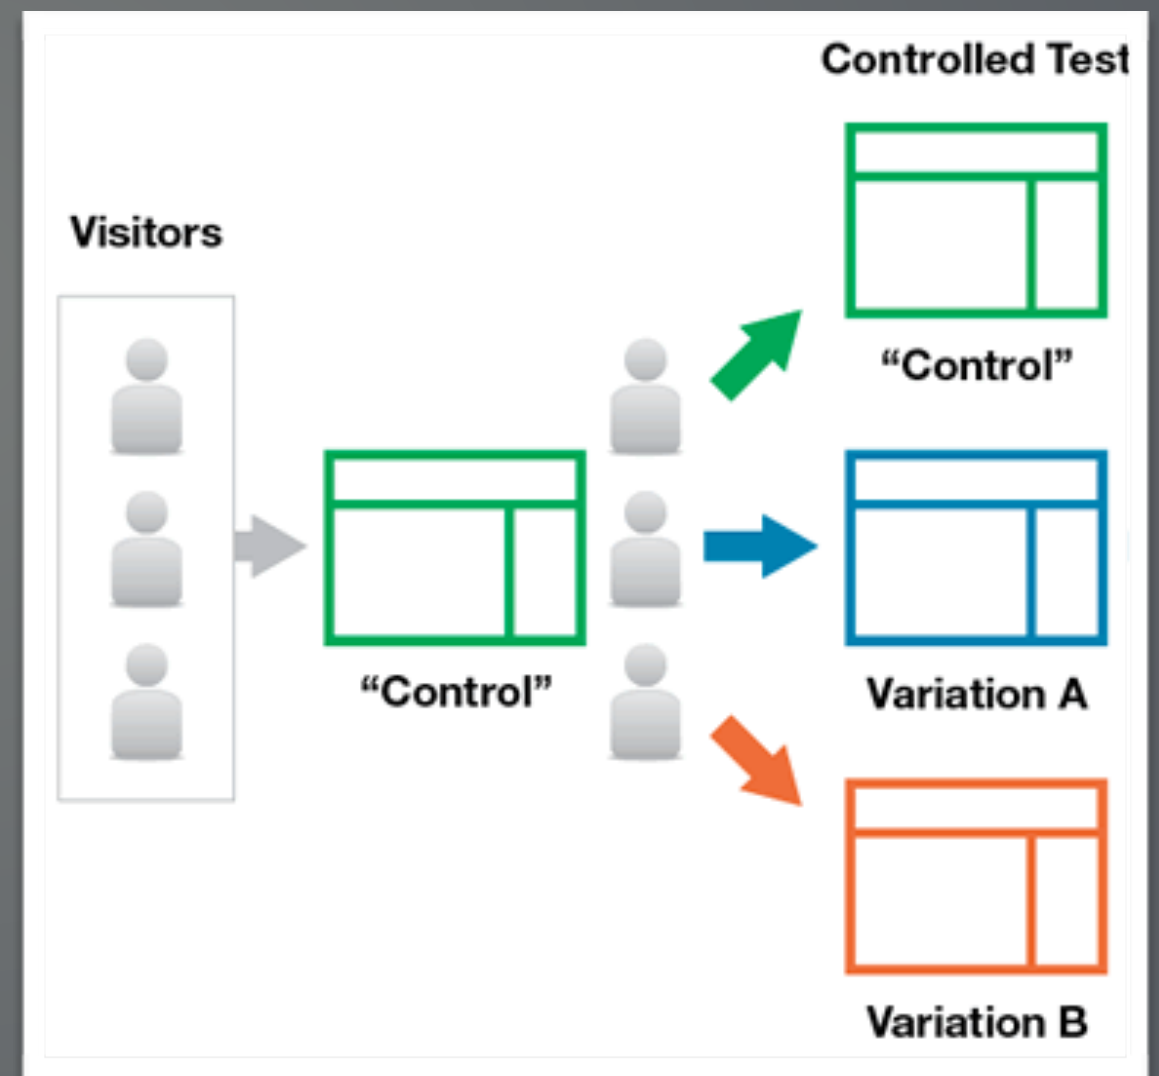 Controlled Test
Visitors
“Control”
“Control”
Variation A
Variation B